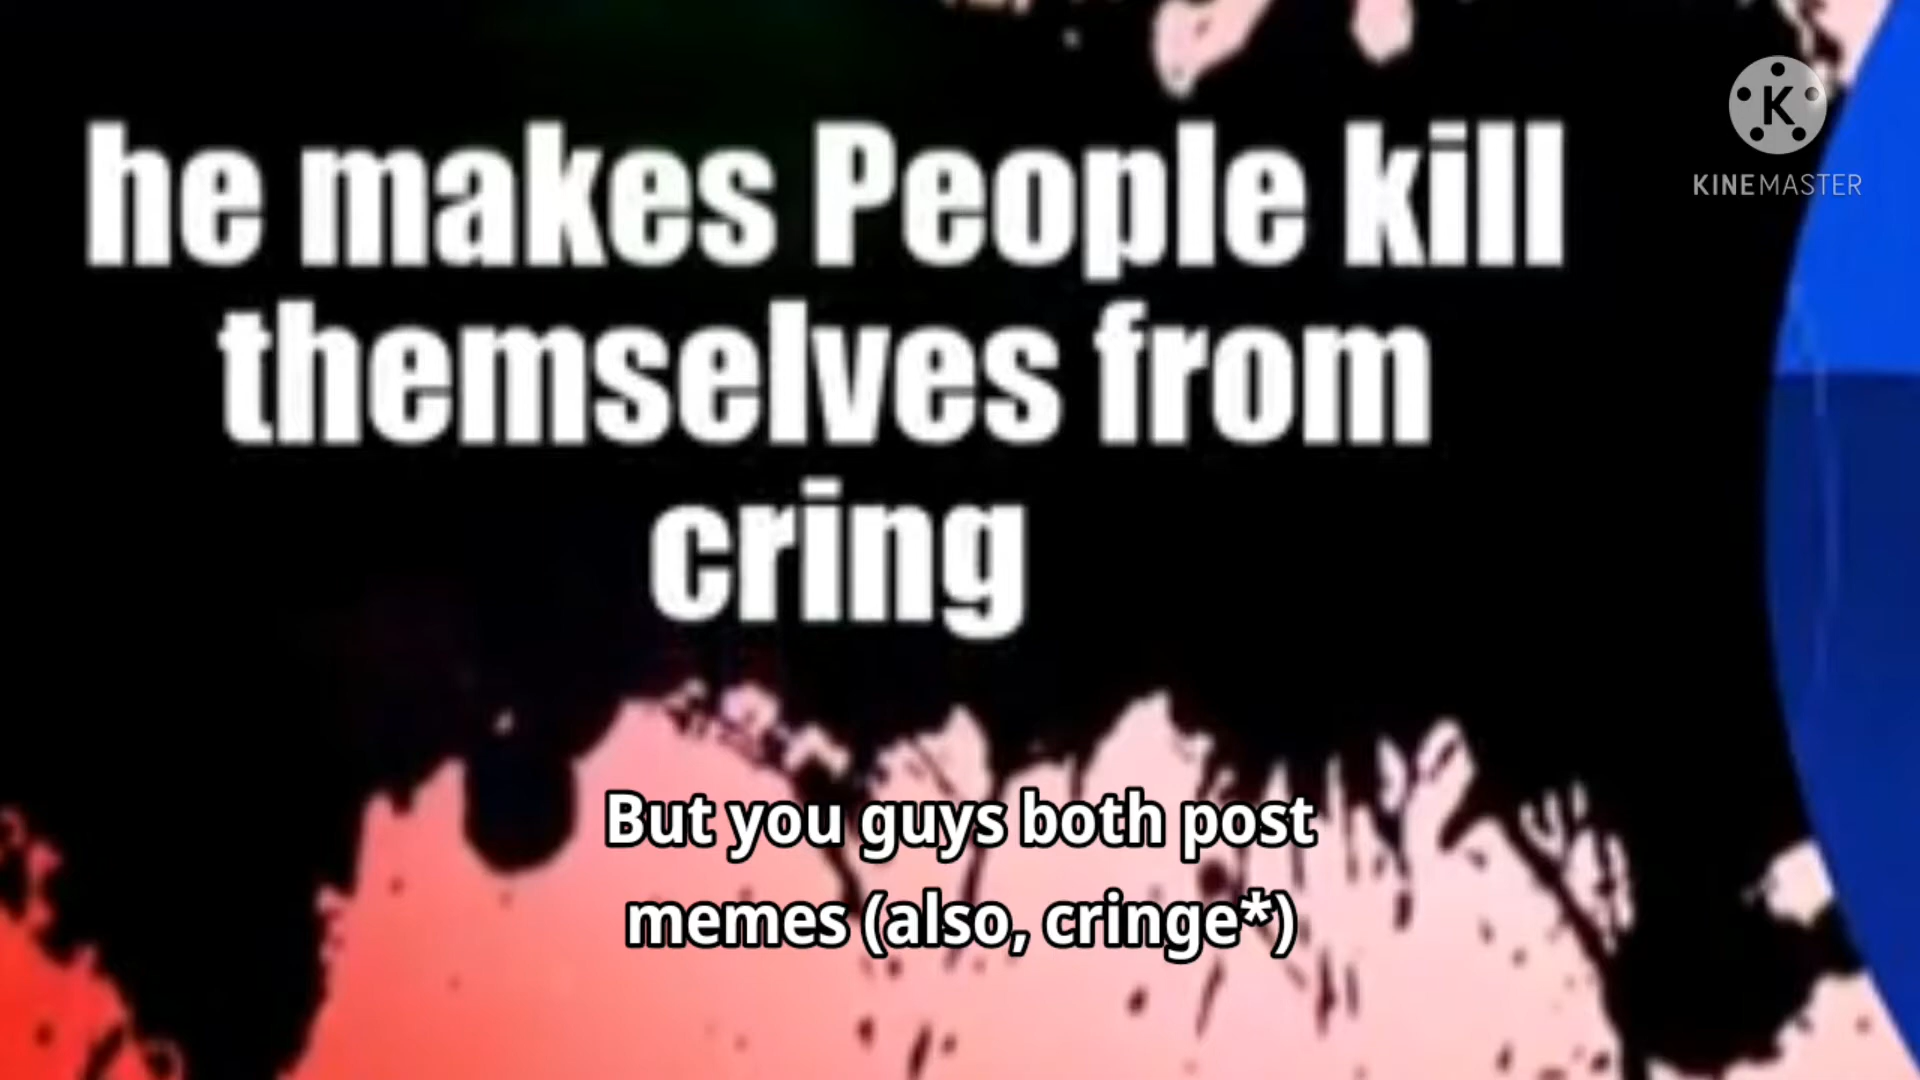 he makes People kill
themselves from
cring
K
KINEMASTER
But you guys both post
memes (also, cringe*)